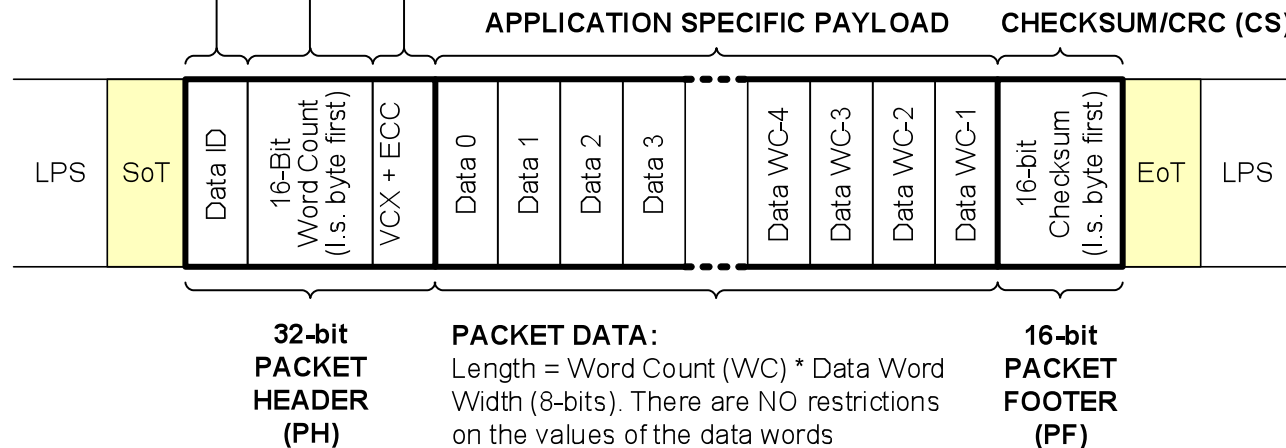 APPLICATION SPECIFIC PAYLOAD
CHECKSUM/CRC (CS)
LPS
SoT
Data ID
16-Bit
Word Count
(l.s. byte first)
VCX + ECC
Data 0
Data 1
Data 2
Data 3
Data WC-4
Data WC-3
Data WC-2
Data WC-1
16-bit
Checksum
(l.s. byte first)
EoT
LPS
32-bit
PACKET
HEADER
(PH)
PACKET DATA:
Length = Word Count (WC) * Data Word
Width (8-bits). There are NO restrictions
on the values of the data words
16-bit
PACKET
FOOTER
(PF)